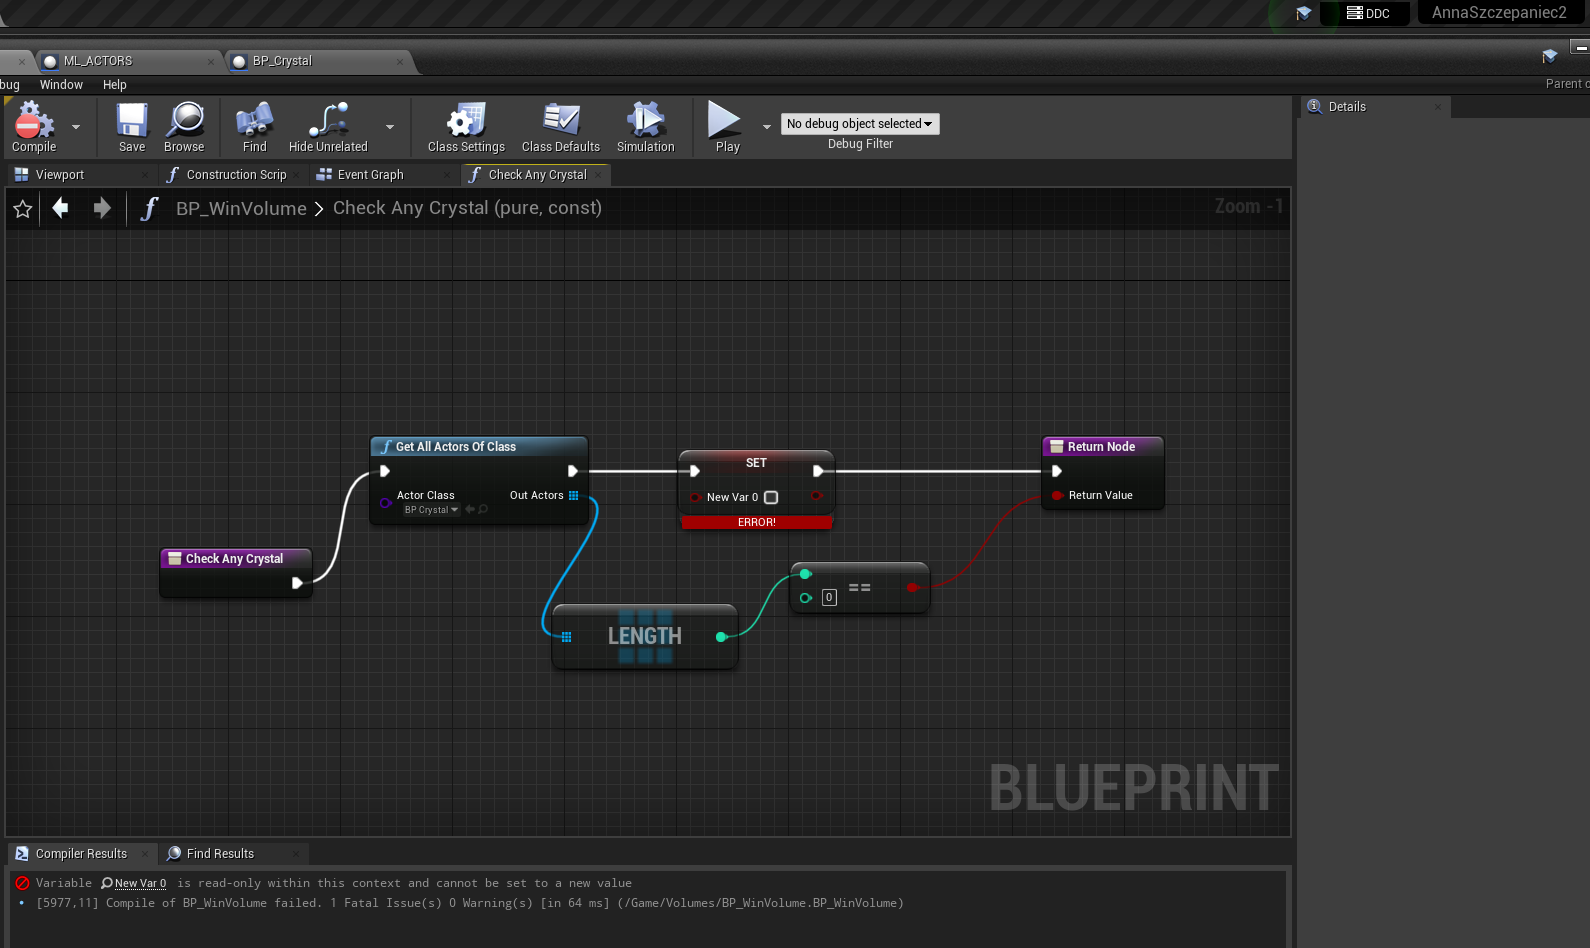 DDC
AnnaSzczepaniec2
ML_ACTORS
BP_Crystal
bug
Window
Help
Parent c
Compile
Save
Browse
Find
Hide Unrelated
Class Settings
Class Defaults
Simulation
Play
No debug object selected
Debug Filter
Details
Viewport
Construction Scrip
Event Graph
Check Any Crystal
BP_WinVolume > Check Any Crystal (pure, const)
Zoom -1
Get All Actors Of Class
Actor Class
BP Crystal
Out Actors
SET
New Var 0
ERROR!
Return Node
Return Value
Check Any Crystal
LENGTH
0
==
BLUEPRINT
Compiler Results
Find Results
Variable New Var 0 is read-only within this context and cannot be set to a new value
[5977,11] Compile of BP_WinVolume failed. 1 Fatal Issue(s) 0 Warning(s) [in 64 ms] (/Game/Volumes/BP_WinVolume.BP_WinVolume)